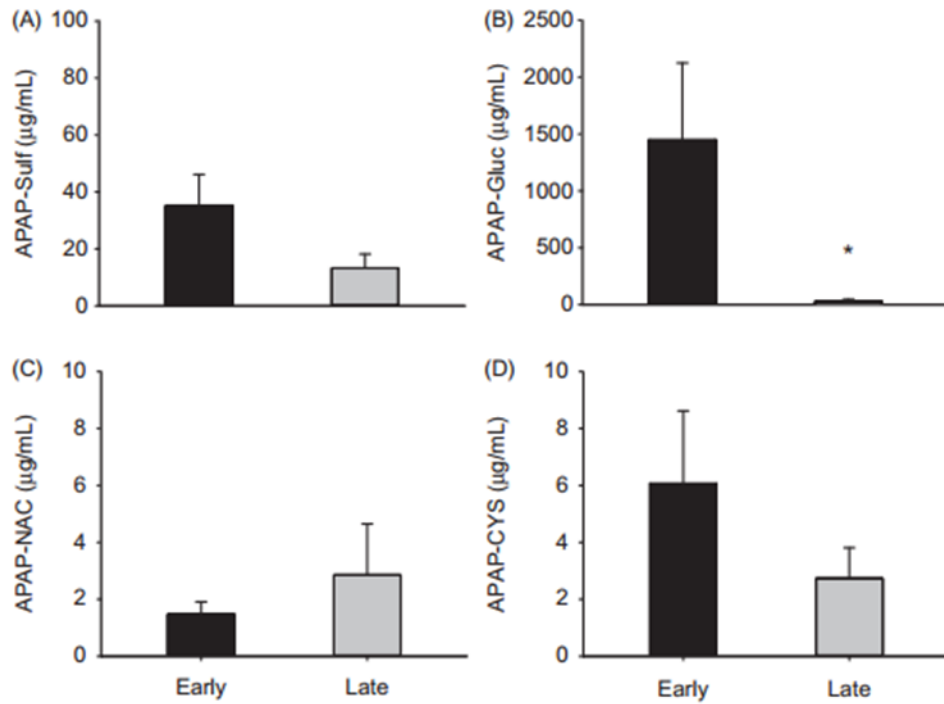 (A)
APAP-Sulf (µg/mL)
100
80
60
40
20
0
(B)
APAP-Gluc (µg/mL)
2500
2000
1500
1000
500
0
*
(C)
APAP-NAC (µg/mL)
10
8
6
4
2
0
Early Late
(D)
APAP-CYS (µg/mL)
10
8
6
4
2
0
Early Late